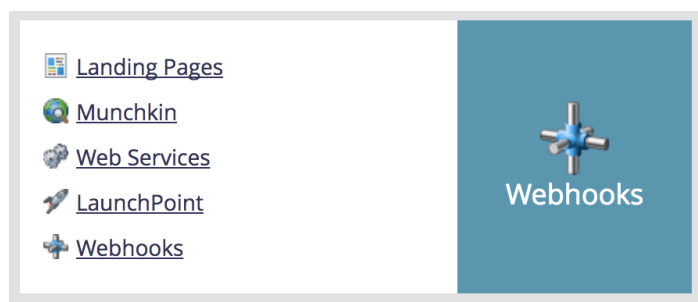 Landing Pages
Munchkin
Web Services
LaunchPoint
Webhooks
Webhooks